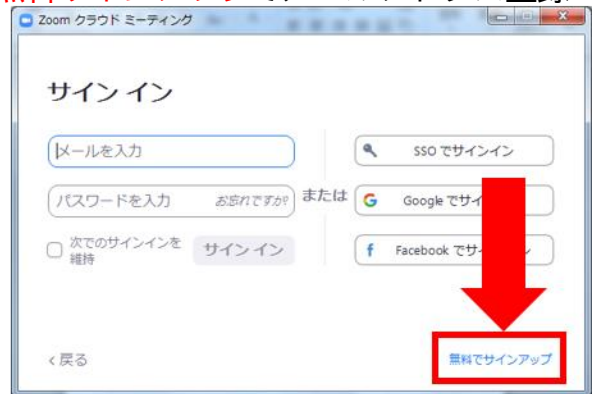 Zoom クラウド ミーティング
サイン イン
メールを入力
パスワードを入力 お忘れですか?
次でのサインインを
維持
サイン イン
または
SSO でサインイン
Google でサイ
Facebook でサ
< 戻る
無料でサインアップ